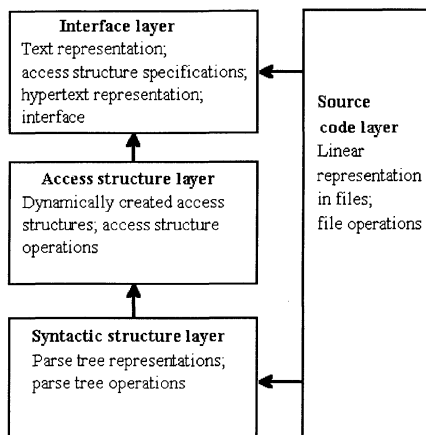 Interface layer
Text representation;
access structure specifications;
hypertext representation;
interface
Access structure layer
Dynamically created access
structures; access structure
operations
Syntactic structure layer
Parse tree representations;
parse tree operations
Source
code layer
Linear
representation
in files;
file operations